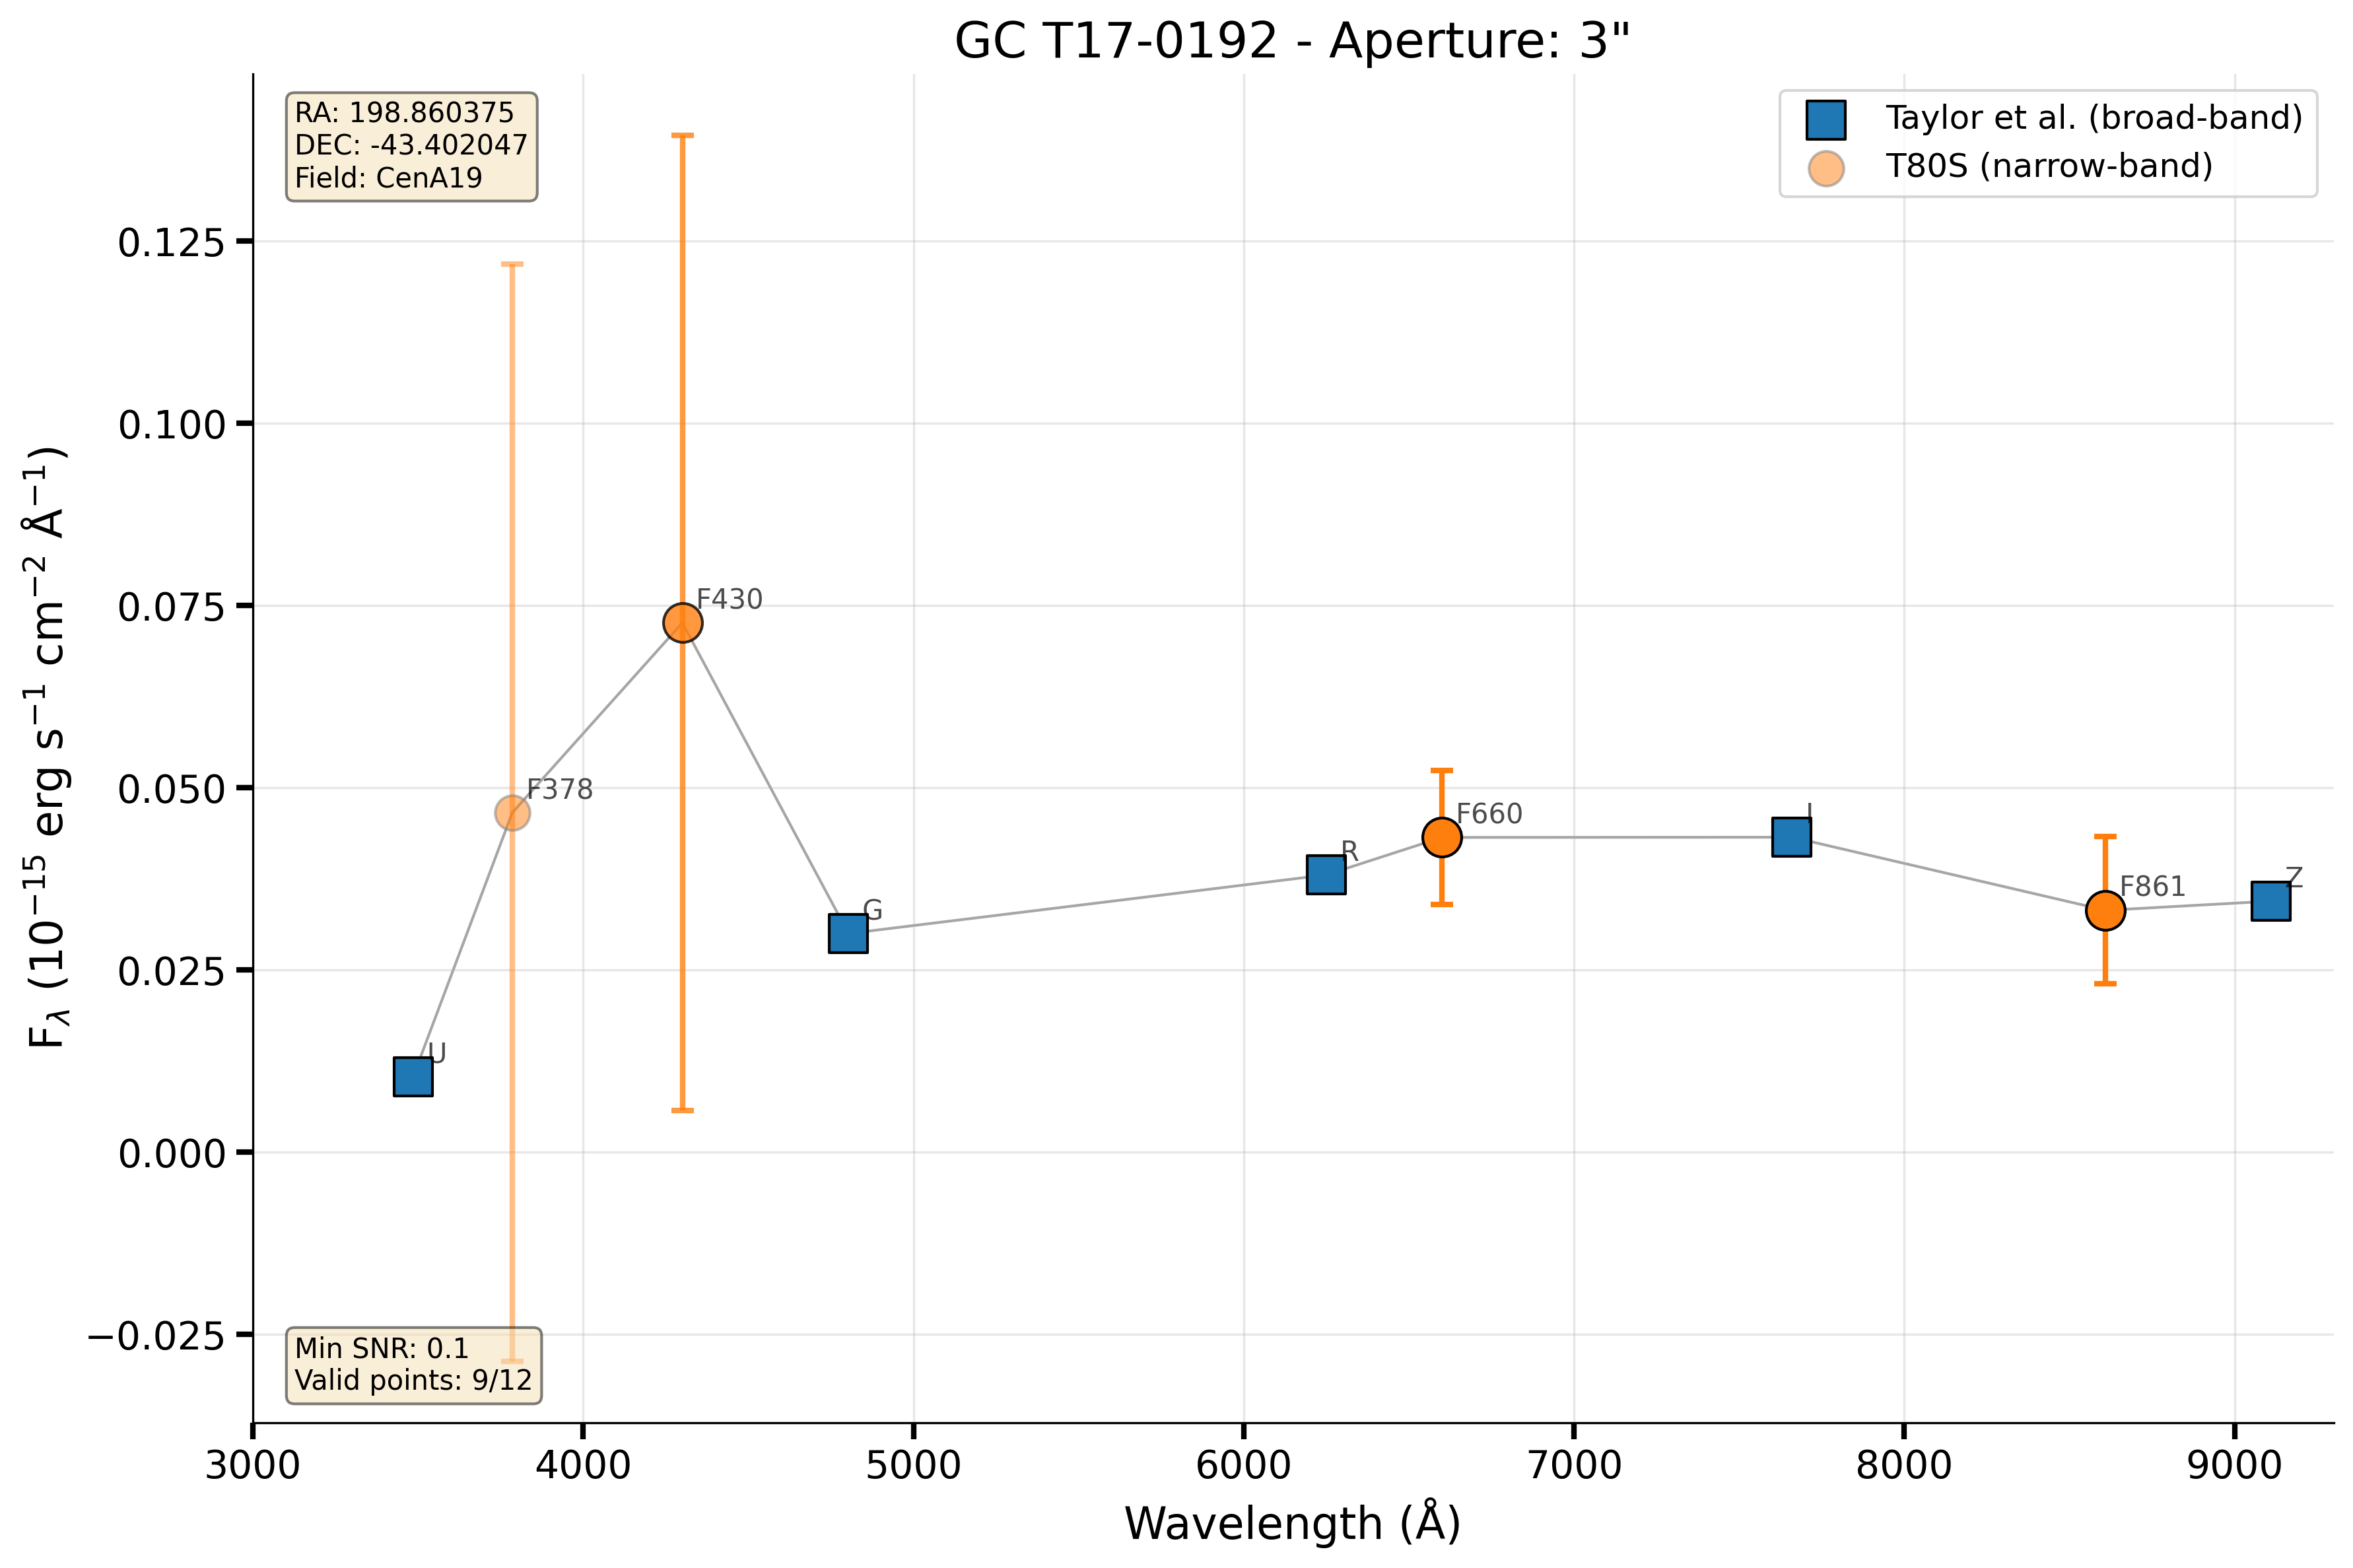 GC T17-0192 - Aperture: 3"
RA: 198.860375
DEC: -43.402047
Field: CenA19
Taylor et al. (broad-band)
T80S (narrow-band)
F_λ (10⁻¹⁵ erg s⁻¹ cm⁻² Å⁻¹)
0.125
0.100
0.075
0.050
0.025
0.000
−0.025
U
F378
F430
G
R
F660
I
F861
Z
Min SNR: 0.1
Valid points: 9/12
3000 4000 5000 6000 7000 8000 9000
Wavelength (Å)